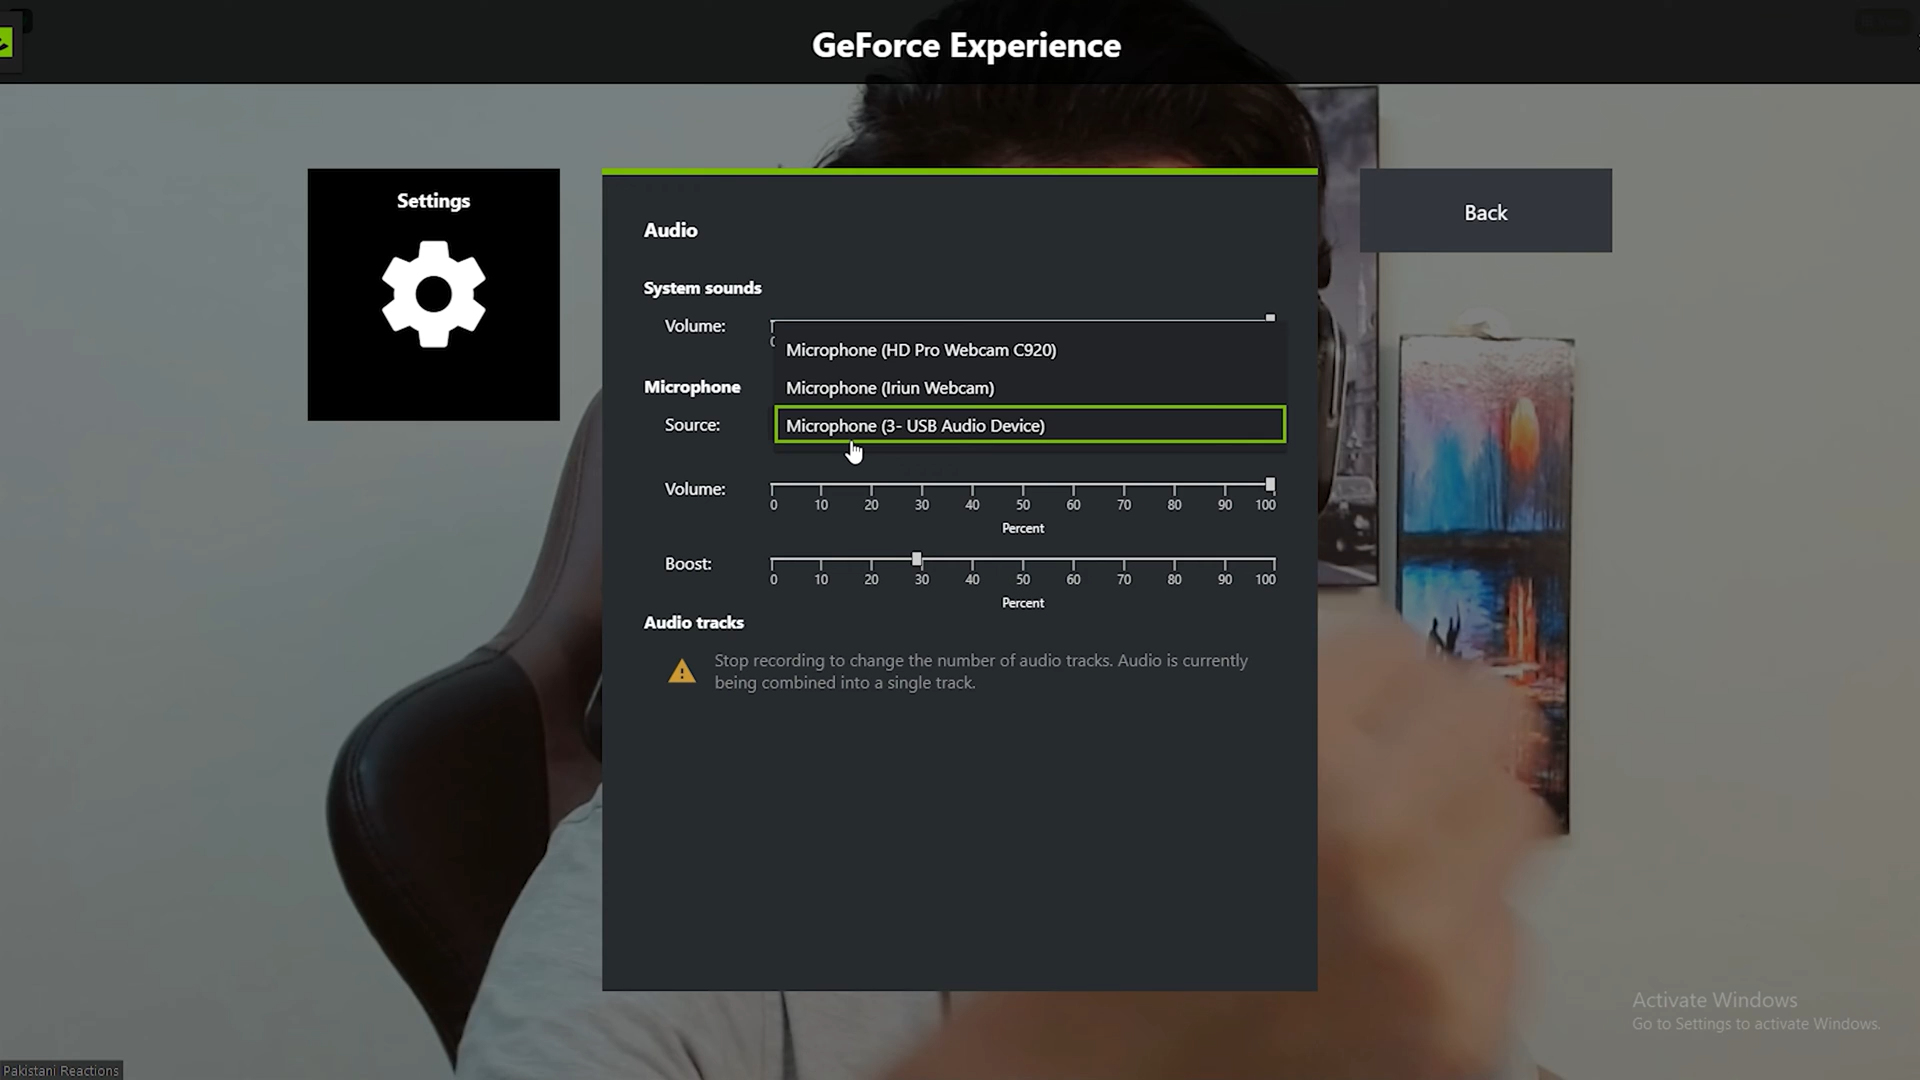 GeForce Experience
Settings
Back
Audio
System sounds
Volume:
Microphone (HD Pro Webcam C920)
Microphone
Microphone (Iriun Webcam)
Source:
Microphone (3- USB Audio Device)
Volume:
0 10 20 30 40 50 60 70 80 90 100
Percent
Boost:
0 10 20 30 40 50 60 70 80 90 100
Percent
Audio tracks
Stop recording to change the number of audio tracks. Audio is currently
being combined into a single track.
Activate Windows
Go to Settings to activate Windows.
Pakistani Reactions